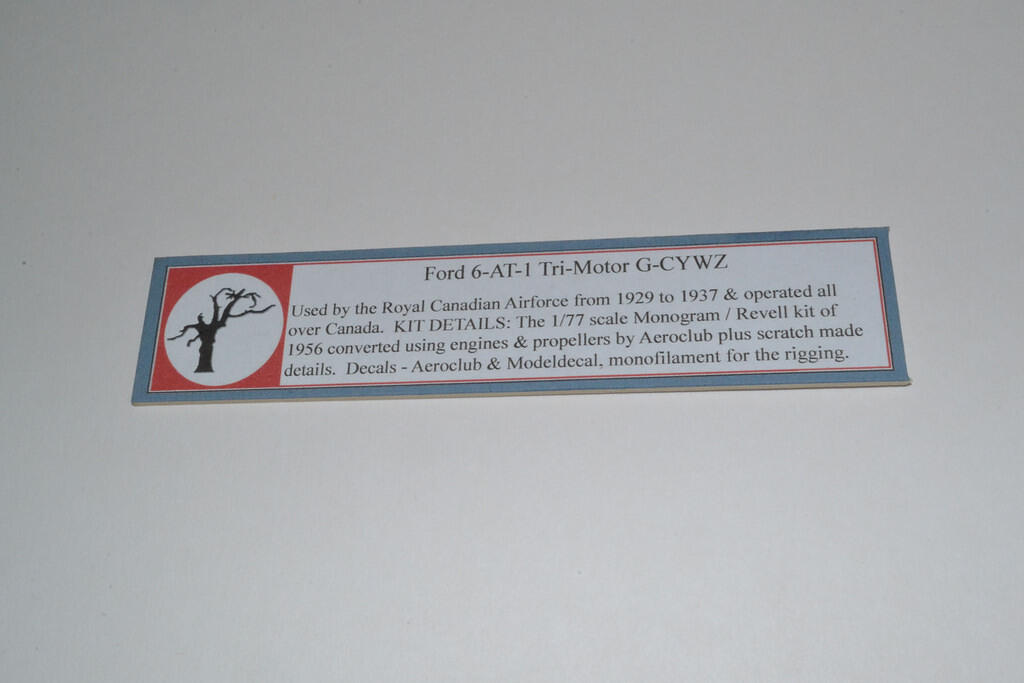 Ford 6-AT-1 Tri-Motor G-CYWZ
Used by the Royal Canadian Airforce from 1929 to 1937 & operated all
over Canada.  KIT DETAILS: The 1/77 scale Monogram / Revell kit of
1956 converted using engines & propellers by Aeroclub plus scratch made
details.  Decals - Aeroclub & Modeldecal, monofilament for the rigging.